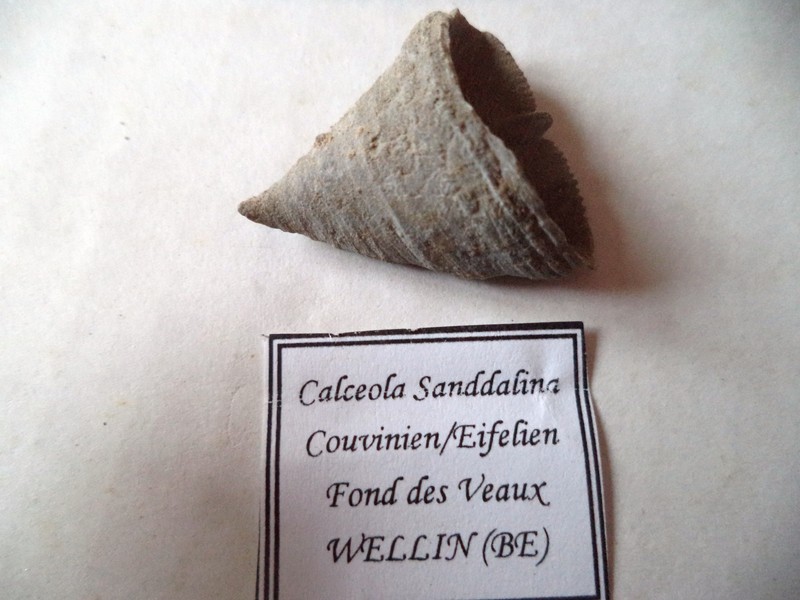 Calceola Sanddalina
Couvinien/Eifelien
Fond des Veaux
WELLIN (BE)